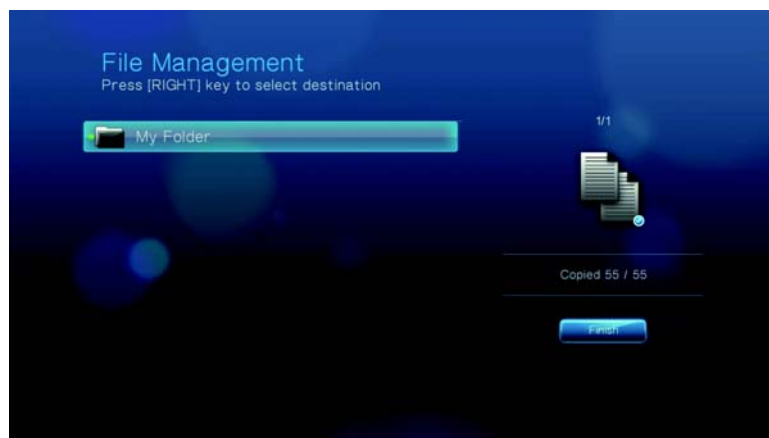 File Management
Press [RIGHT] key to select destination
My Folder
1/1
Copied 55 / 55
Finish